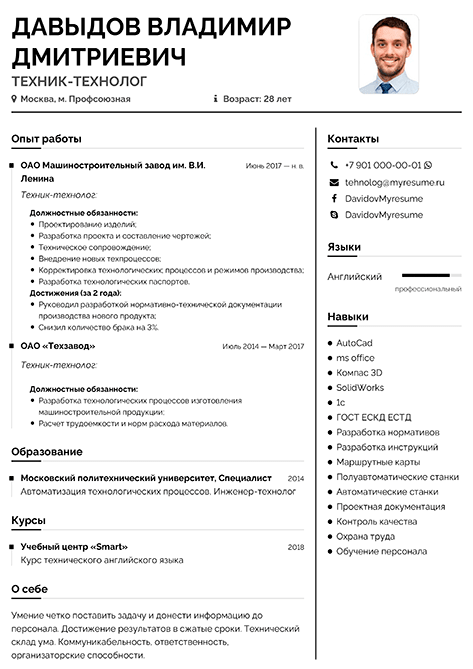 ДАВЫДОВ ВЛАДИМИР
ДМИТРИЕВИЧ
ТЕХНИК-ТЕХНОЛОГ
Москва, м. Профсоюзная
Возраст: 28 лет
Опыт работы
ОАО Машиностроительный завод им. В.И.
Ленина
Июнь 2017 — н. в.
Техник-технолог:
Должностные обязанности:
Проектирование изделий;
Разработка проекта и составление чертежей;
Техническое сопровождение;
Внедрение новых техпроцессов;
Корректировка технологических процессов и режимов производства;
Разработка технологических паспортов.
Достижения (за 2 года):
Руководил разработкой нормативно-технической документации
производства нового продукта;
Снизил количество брака на 3%.
ОАО «Техзавод»
Июль 2014 — Март 2017
Техник-технолог:
Должностные обязанности:
Разработка технологических процессов изготовления
машиностроительной продукции;
Расчет трудоемкости и норм расхода материалов.
Образование
Московский политехнический университет, Специалист
2014
Автоматизация технологических процессов. Инженер-технолог
Курсы
Учебный центр «Smart»
2018
Курс технического английского языка
О себе
Умение четко поставить задачу и донести информацию до
персонала. Достижение результатов в сжатые сроки. Технический
склад ума. Коммуникабельность, ответственность,
организаторские способности.
Контакты
+7 901 000-00-01
tehnolog@myresume.ru
DavidovMyresume
DavidovMyresume
Языки
Английский
профессиональный
Навыки
AutoCad
ms office
Компас 3D
SolidWorks
1с
ГОСТ ЕСКД ЕСТД
Разработка нормативов
Разработка инструкций
Маршрутные карты
Полуавтоматические станки
Автоматические станки
Проектная документация
Контроль качества
Охрана труда
Обучение персонала